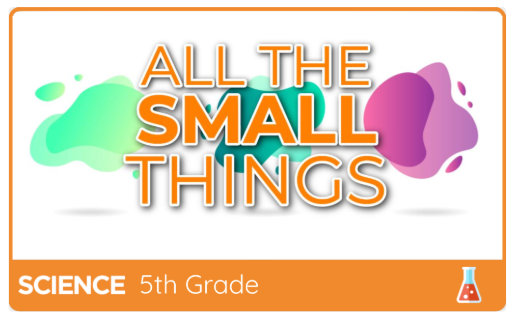 ALL THE
SMALL
THINGS
SCIENCE 5th Grade